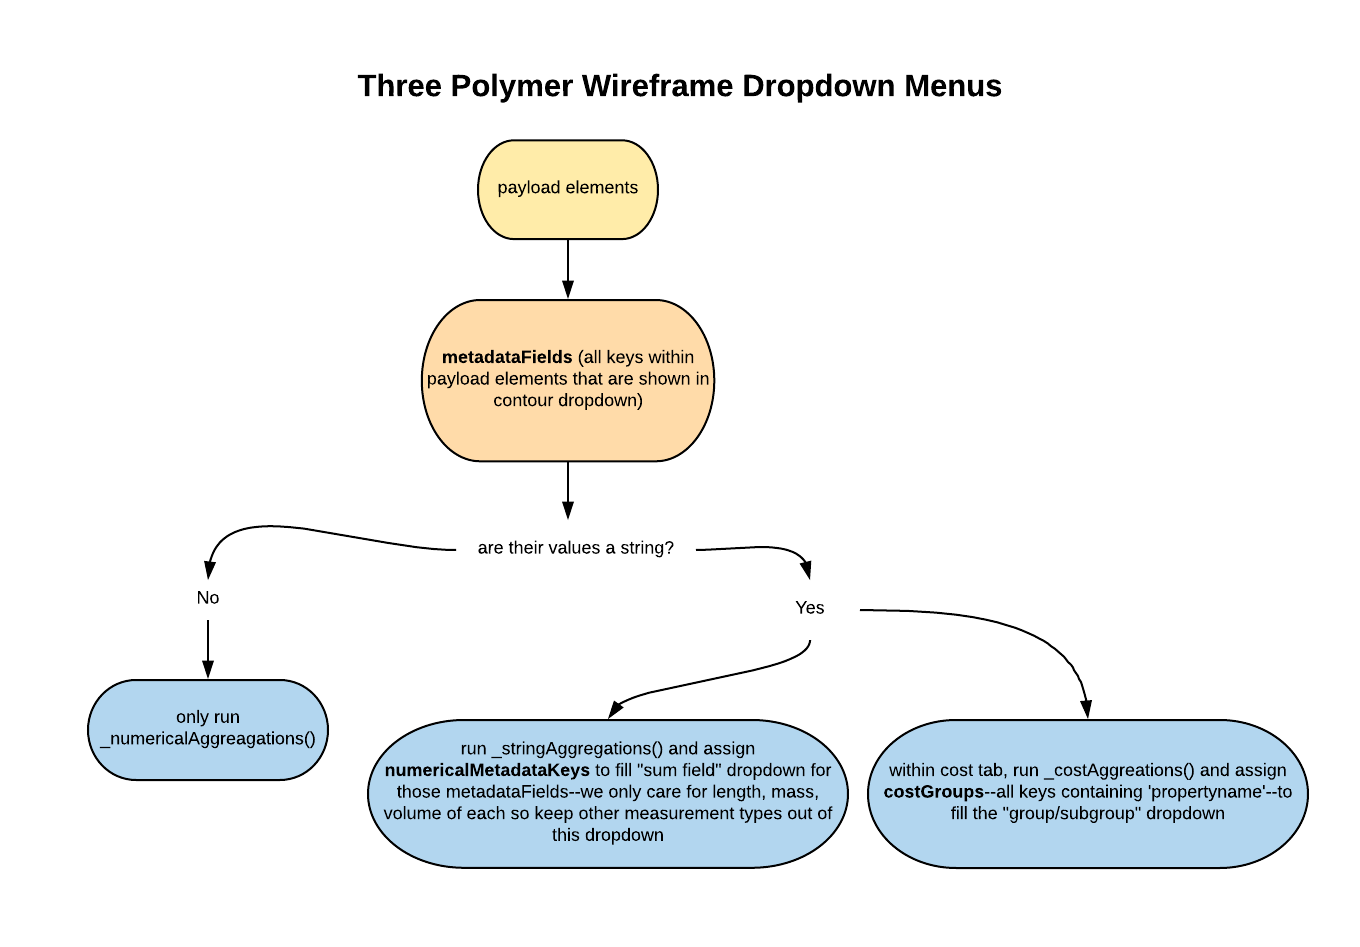 Three Polymer Wireframe Dropdown Menus
payload elements
metadataFields (all keys within
payload elements that are shown in
contour dropdown)
are their values a string?
No
Yes
only run
_numericalAggreagations()
run _stringAggregations() and assign
numericalMetadataKeys to fill "sum field" dropdown for
those metadataFields--we only care for length, mass,
volume of each so keep other measurement types out of
this dropdown
within cost tab, run _costAggreations() and assign
costGroups--all keys containing 'propertyname'--to
fill the "group/subgroup" dropdown